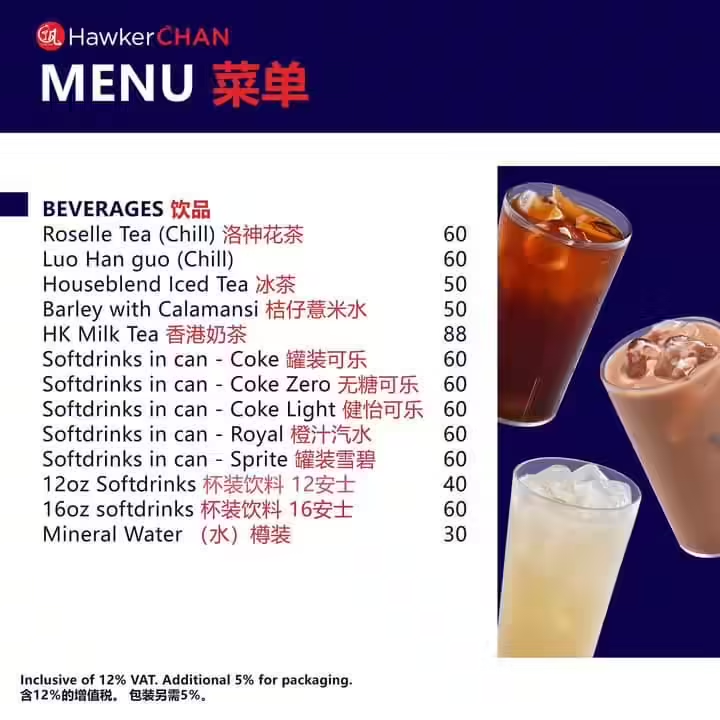 HawkerCHAN
MENU 菜单
BEVERAGES 饮品
Roselle Tea (Chill) 洛神花茶 60
Luo Han guo (Chill) 60
Houseblend Iced Tea 冰茶 50
Barley with Calamansi 桔仔薏米水 50
HK Milk Tea 香港奶茶 88
Softdrinks in can - Coke 罐装可乐 60
Softdrinks in can - Coke Zero 无糖可乐 60
Softdrinks in can - Coke Light 健怡可乐 60
Softdrinks in can - Royal 橙汁汽水 60
Softdrinks in can - Sprite 罐装雪碧 60
12oz Softdrinks 杯装饮料 12安士 40
16oz softdrinks 杯装饮料 16安士 60
Mineral Water （水）樽装 30
Inclusive of 12% VAT. Additional 5% for packaging.
含12%的增值税。 包装另需5%。